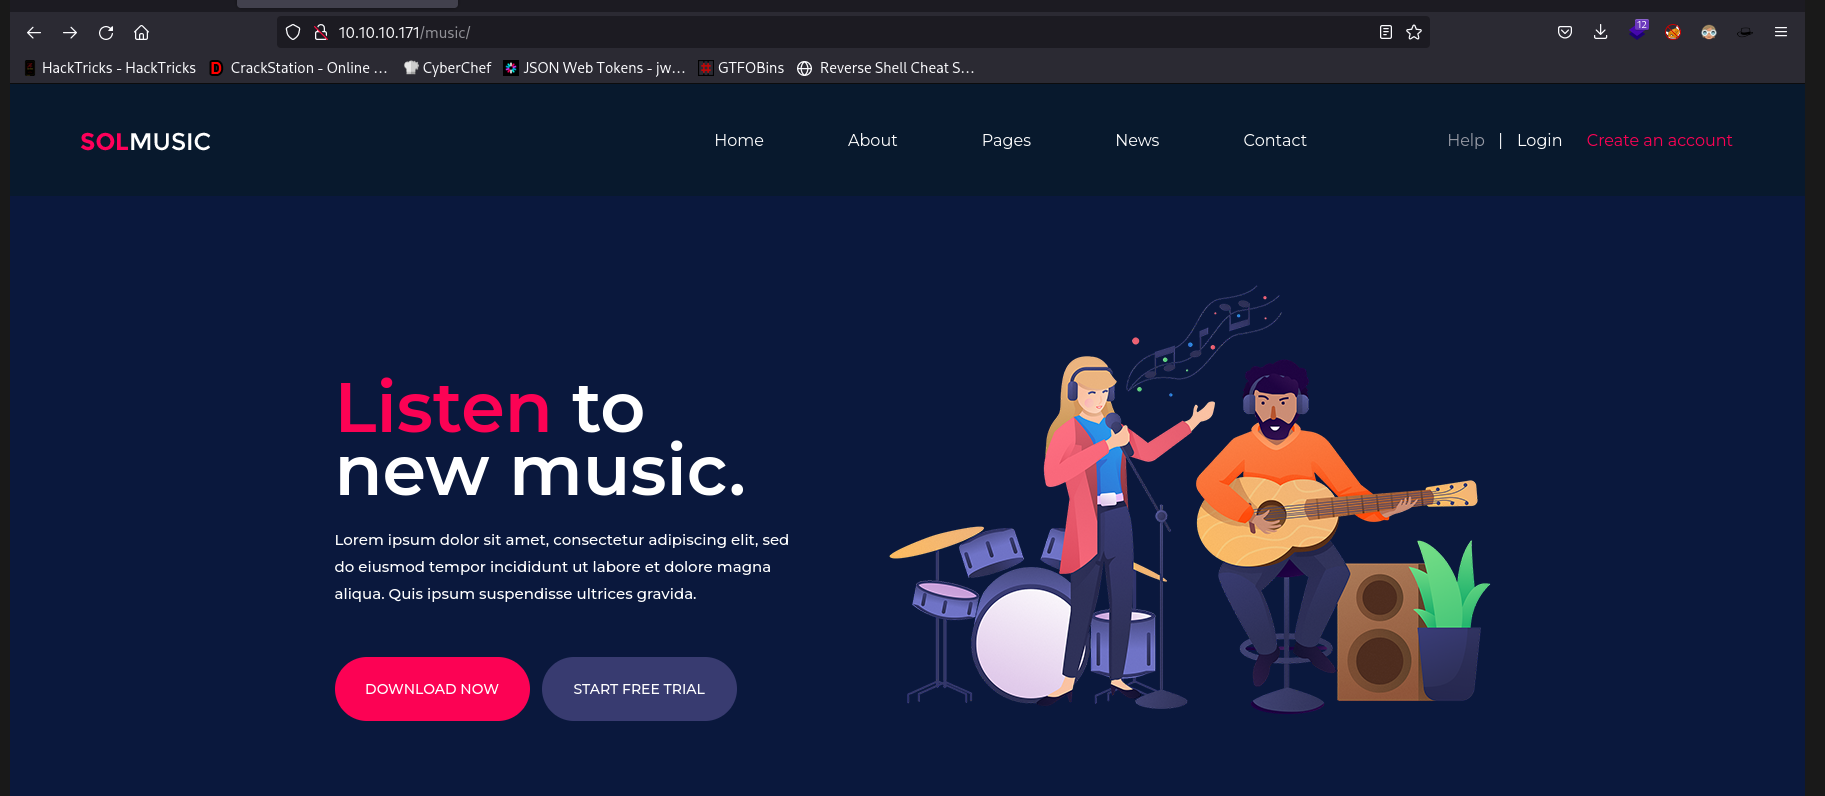 12
10.10.10.171/music/
HackTricks - HackTricks CrackStation - Online ... CyberChef JSON Web Tokens - jw... GTFOBins Reverse Shell Cheat S...
SOLMUSIC Home About Pages News Contact Help | Login Create an account
Listen to
new music.
Lorem ipsum dolor sit amet, consectetur adipiscing elit, sed
do eiusmod tempor incididunt ut labore et dolore magna
aliqua. Quis ipsum suspendisse ultrices gravida.
DOWNLOAD NOW START FREE TRIAL